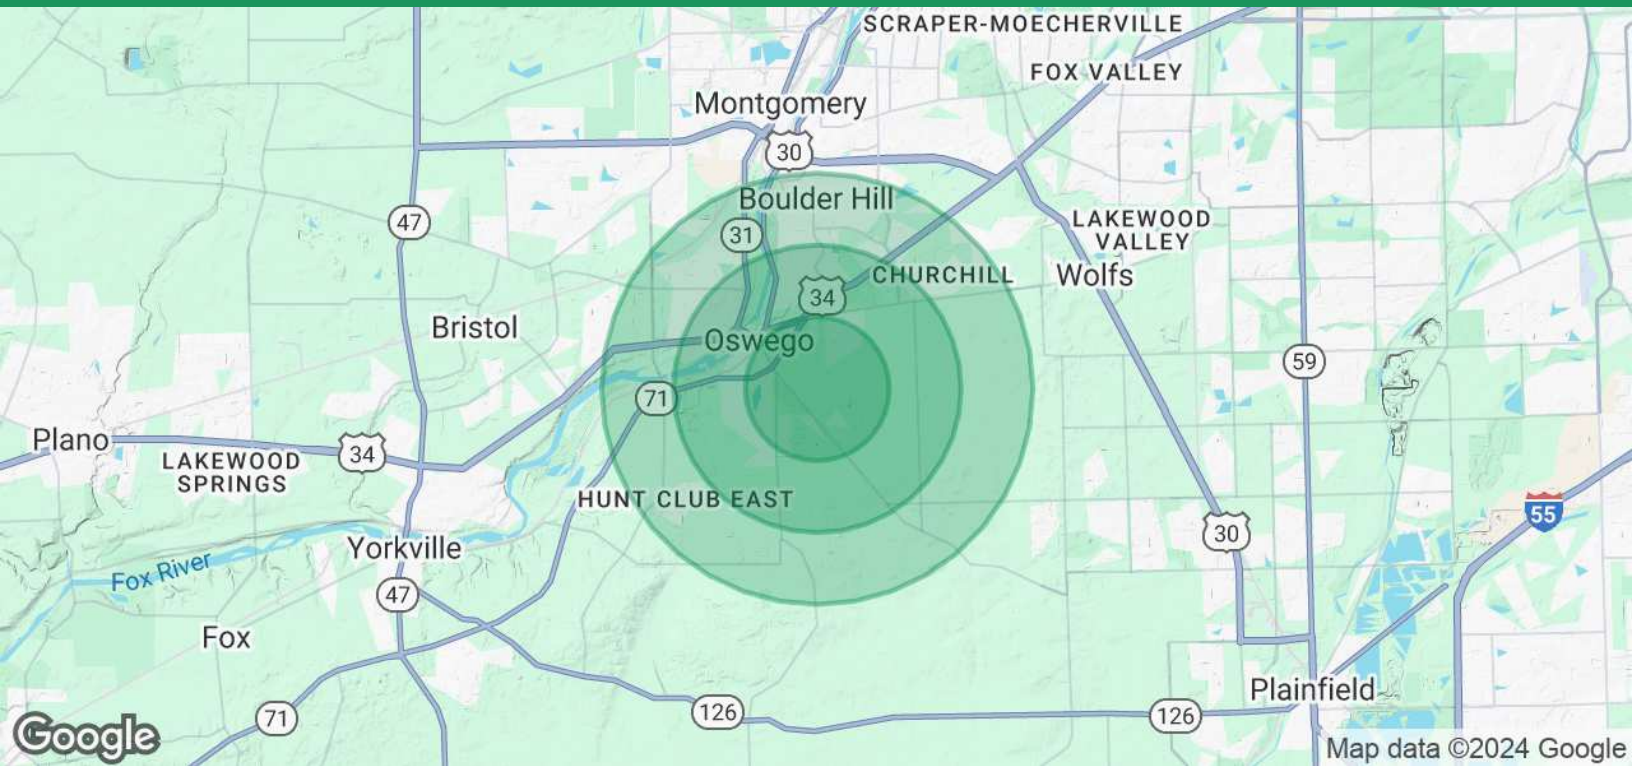 SCRAPER-MOECHERVILLE
FOX VALLEY
Montgomery
30
Boulder Hill
47
31
LAKEWOOD
VALLEY
CHURCHILL
Wolfs
34
Bristol
Oswego
59
71
Plano
34
LAKEWOOD
SPRINGS
HUNT CLUB EAST
55
30
Yorkville
Fox River
47
Fox
Plainfield
71
126
126
Google
Map data ©2024 Google